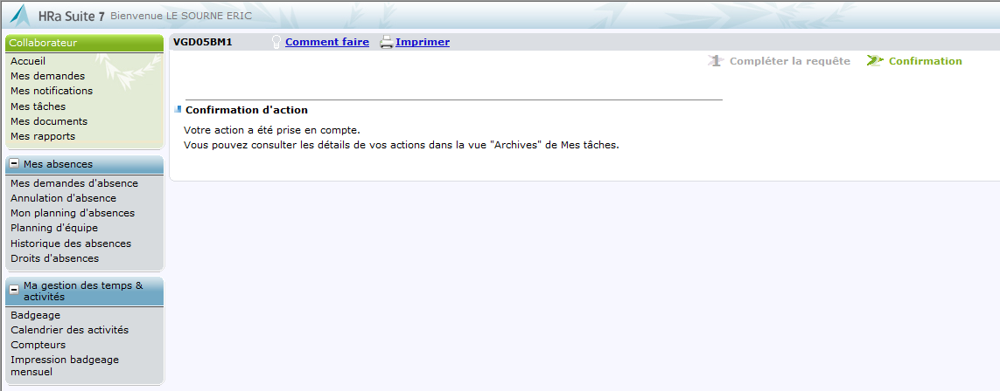 HRa Suite 7 Bienvenue LE SOURNE ERIC
Collaborateur
Accueil
Mes demandes
Mes notifications
Mes tâches
Mes documents
Mes rapports
Mes absences
Mes demandes d'absence
Annulation d'absence
Mon planning d'absences
Planning d'équipe
Historique des absences
Droits d'absences
Ma gestion des temps &
activités
Badgeage
Calendrier des activités
Compteurs
Impression badgeage
mensuel
VGD05BM1 Comment faire Imprimer
1 Compléter la requête 2 Confirmation
Confirmation d'action
Votre action a été prise en compte.
Vous pouvez consulter les détails de vos actions dans la vue "Archives" de Mes tâches.